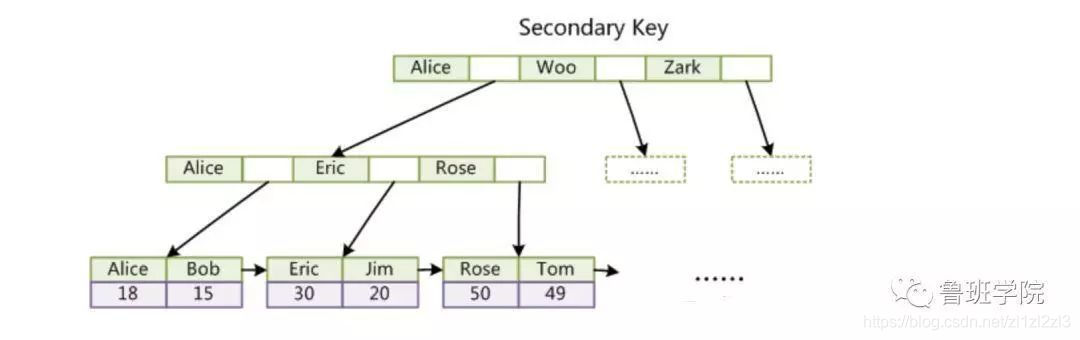 Secondary Key
Alice Woo Zark
Alice Eric Rose …… ……
Alice Bob Eric Jim Rose Tom ……
18 15 30 20 50 49
鲁班学院
https://blog.csdn.net/zl1zl2zl3